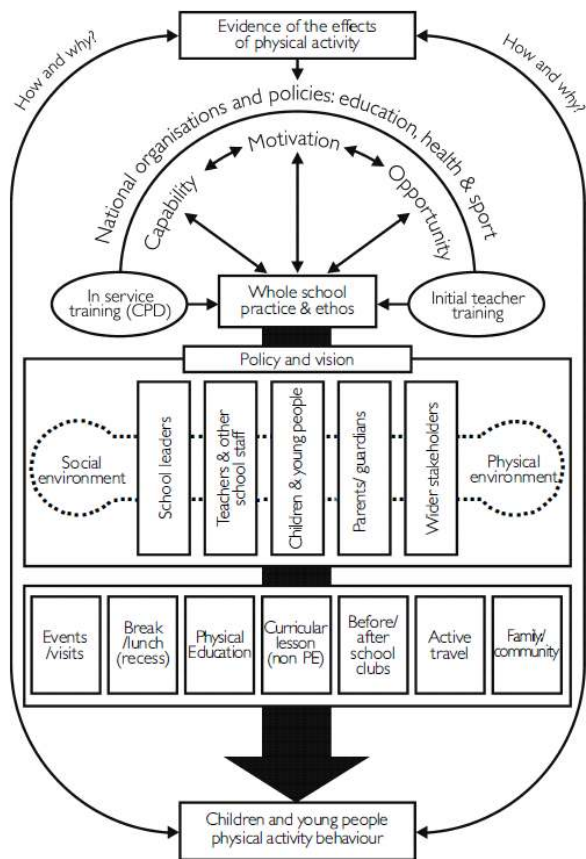 Evidence of the effects
of physical activity
How and why?
How and why?
National organisations and policies: education, health & sport
Motivation
Capability
Opportunity
In service
training (CPD)
Whole school
practice & ethos
Initial teacher
training
Policy and vision
Social
environment
School leaders
Teachers & other
school staff
Children & young people
Parents/ guardians
Wider stakeholders
Physical
environment
Events
/visits
Break
/lunch
(recess)
Physical
Education
Curricular
lesson
(non PE)
Before/
after
school
clubs
Active
travel
Family/
community
Children and young people
physical activity behaviour